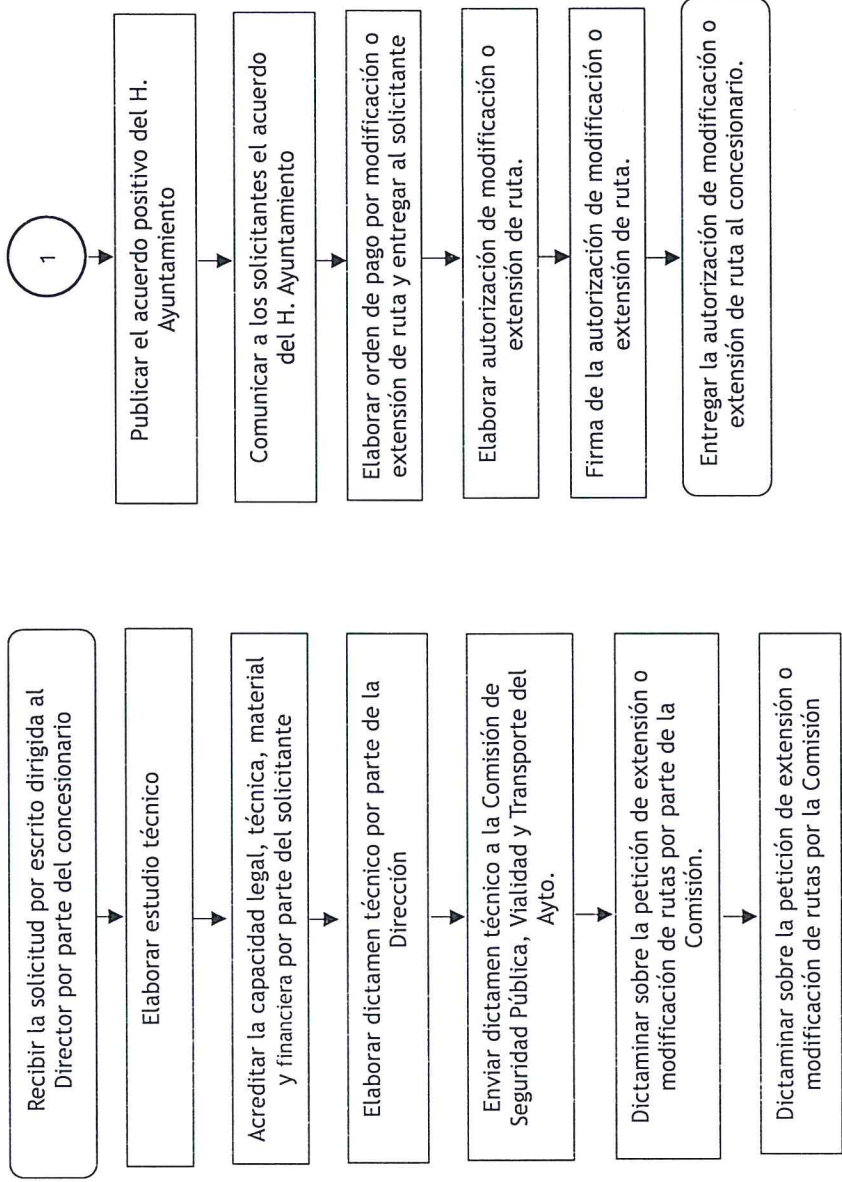 Recibir la solicitud por escrito dirigida al
Director por parte del concesionario
Elaborar estudio técnico
Acreditar la capacidad legal, técnica, material
y financiera por parte del solicitante
Elaborar dictamen técnico por parte de la
Dirección
Enviar dictamen técnico a la Comisión de
Seguridad Pública, Vialidad y Transporte del
Ayto.
Dictaminar sobre la petición de extensión o
modificación de rutas por parte de la
Comisión.
Dictaminar sobre la petición de extensión o
modificación de rutas por la Comisión
1
Publicar el acuerdo positivo del H.
Ayuntamiento
Comunicar a los solicitantes el acuerdo
del H. Ayuntamiento
Elaborar orden de pago por modificación o
extensión de ruta y entregar al solicitante
Elaborar autorización de modificación o
extensión de ruta.
Firma de la autorización de modificación o
extensión de ruta.
Entregar la autorización de modificación o
extensión de ruta al concesionario.